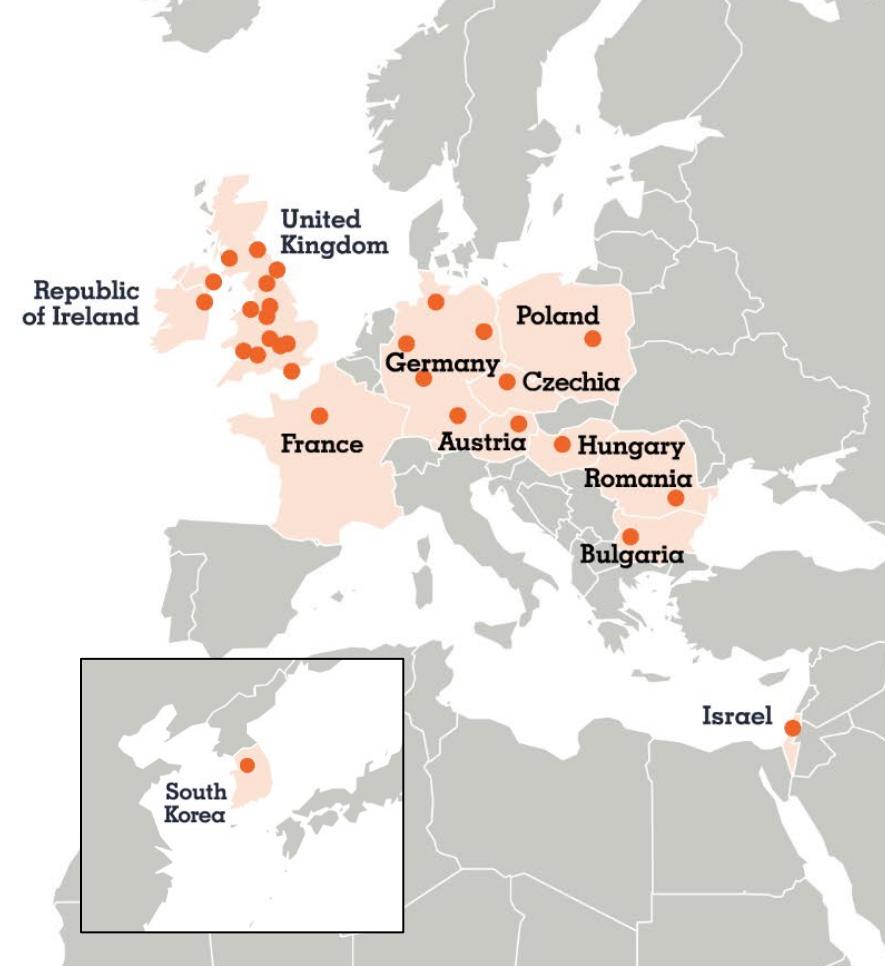 United
Kingdom
Republic
of Ireland
Poland
Germany
Czechia
France
Austria
Hungary
Romania
Bulgaria
Israel
South
Korea